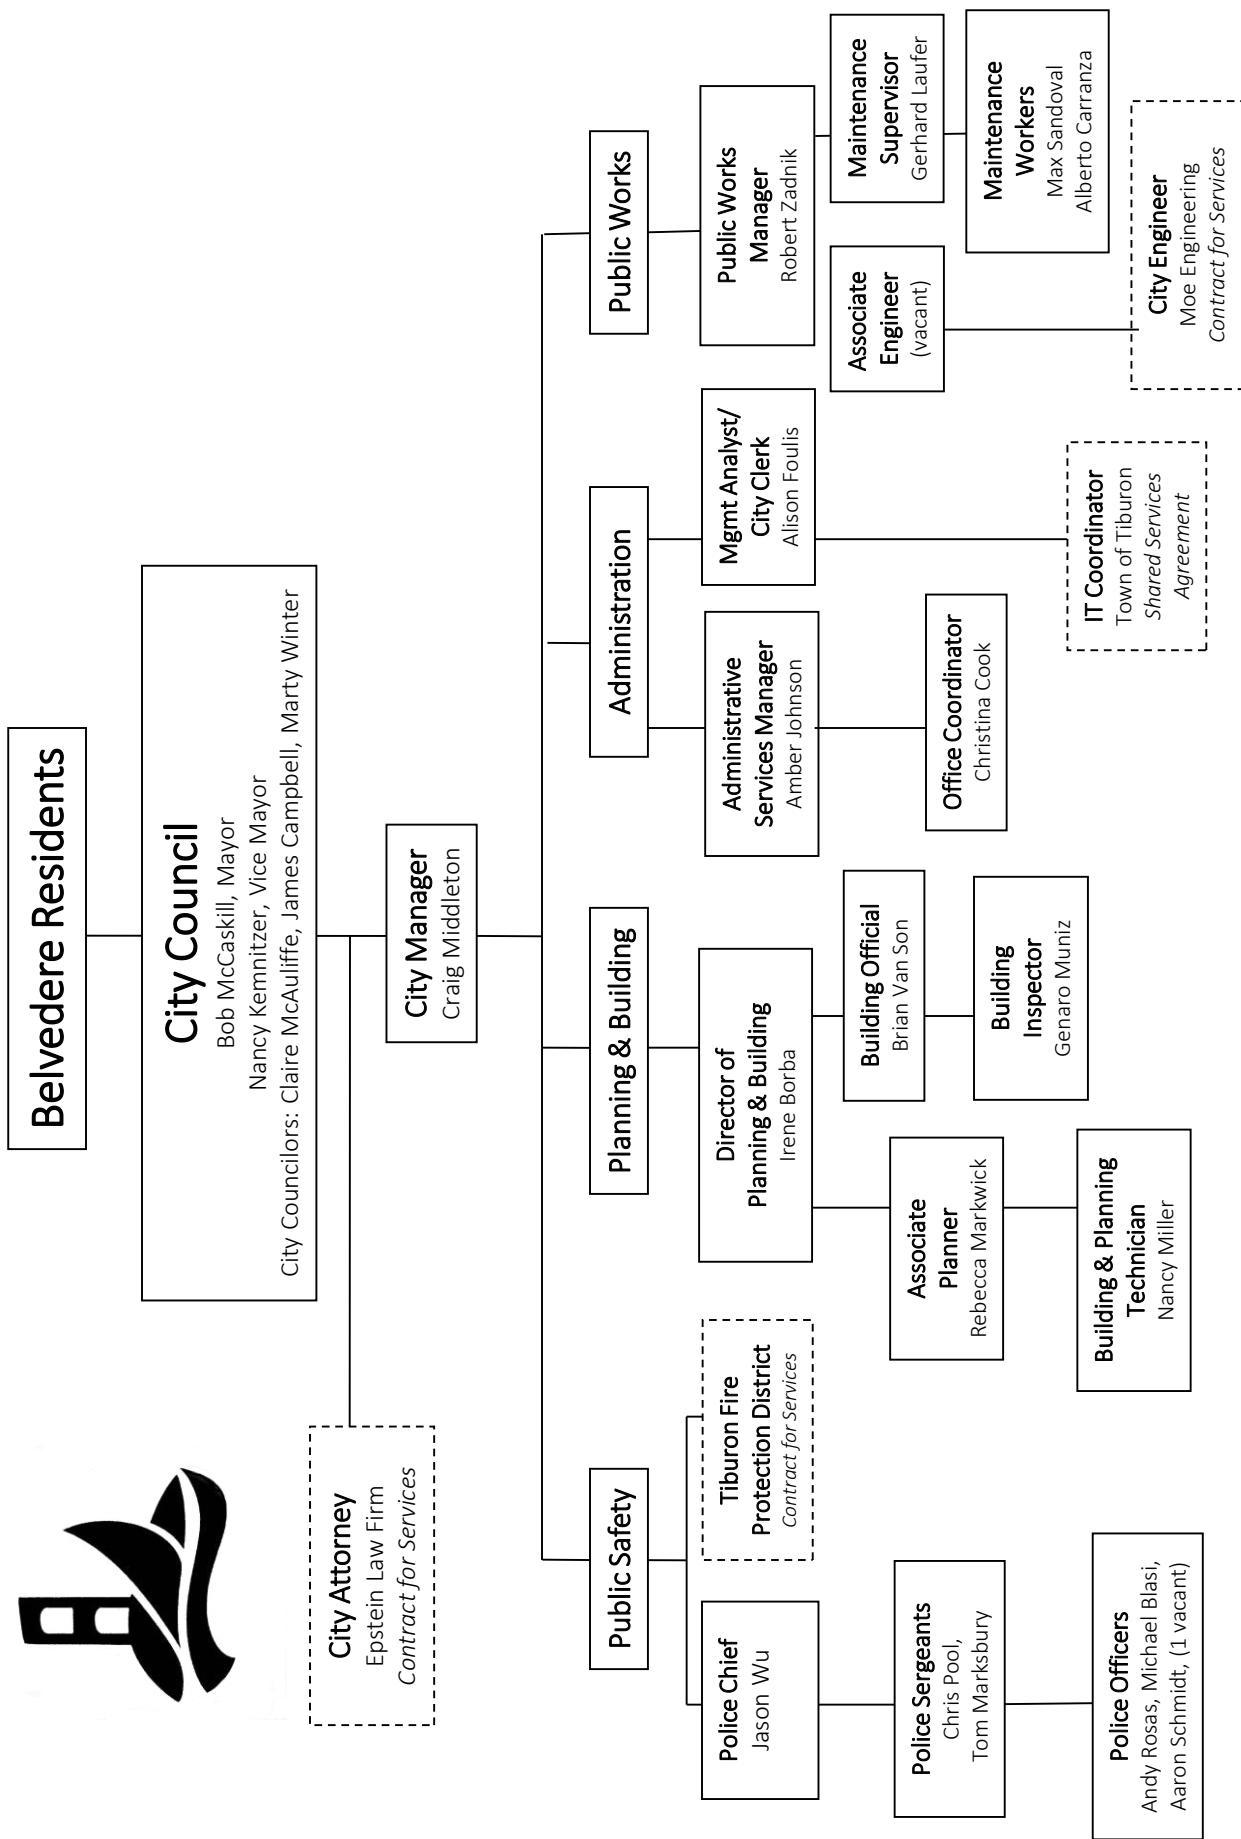 Belvedere Residents
City Council
Bob McCaskill, Mayor
Nancy Kemnitzer, Vice Mayor
City Councilors: Claire McAuliffe, James Campbell, Marty Winter
City Attorney
Epstein Law Firm
Contract for Services
City Manager
Craig Middleton
Public Safety
Planning & Building
Administration
Public Works
Police Chief
Jason Wu
Tiburon Fire
Protection District
Contract for Services
Director of
Planning & Building
Irene Borba
Administrative
Services Manager
Amber Johnson
Mgmt Analyst/
City Clerk
Alison Foulis
Public Works
Manager
Robert Zadnik
Police Sergeants
Chris Pool,
Tom Marksbury
Associate
Planner
Rebecca Markwick
Building Official
Brian Van Son
Office Coordinator
Christina Cook
Associate
Engineer
(vacant)
Maintenance
Supervisor
Gerhard Laufer
Police Officers
Andy Rosas, Michael Blasi,
Aaron Schmidt, (1 vacant)
Building & Planning
Technician
Nancy Miller
Building
Inspector
Genaro Muniz
IT Coordinator
Town of Tiburon
Shared Services
Agreement
Maintenance
Workers
Max Sandoval
Alberto Carranza
City Engineer
Moe Engineering
Contract for Services